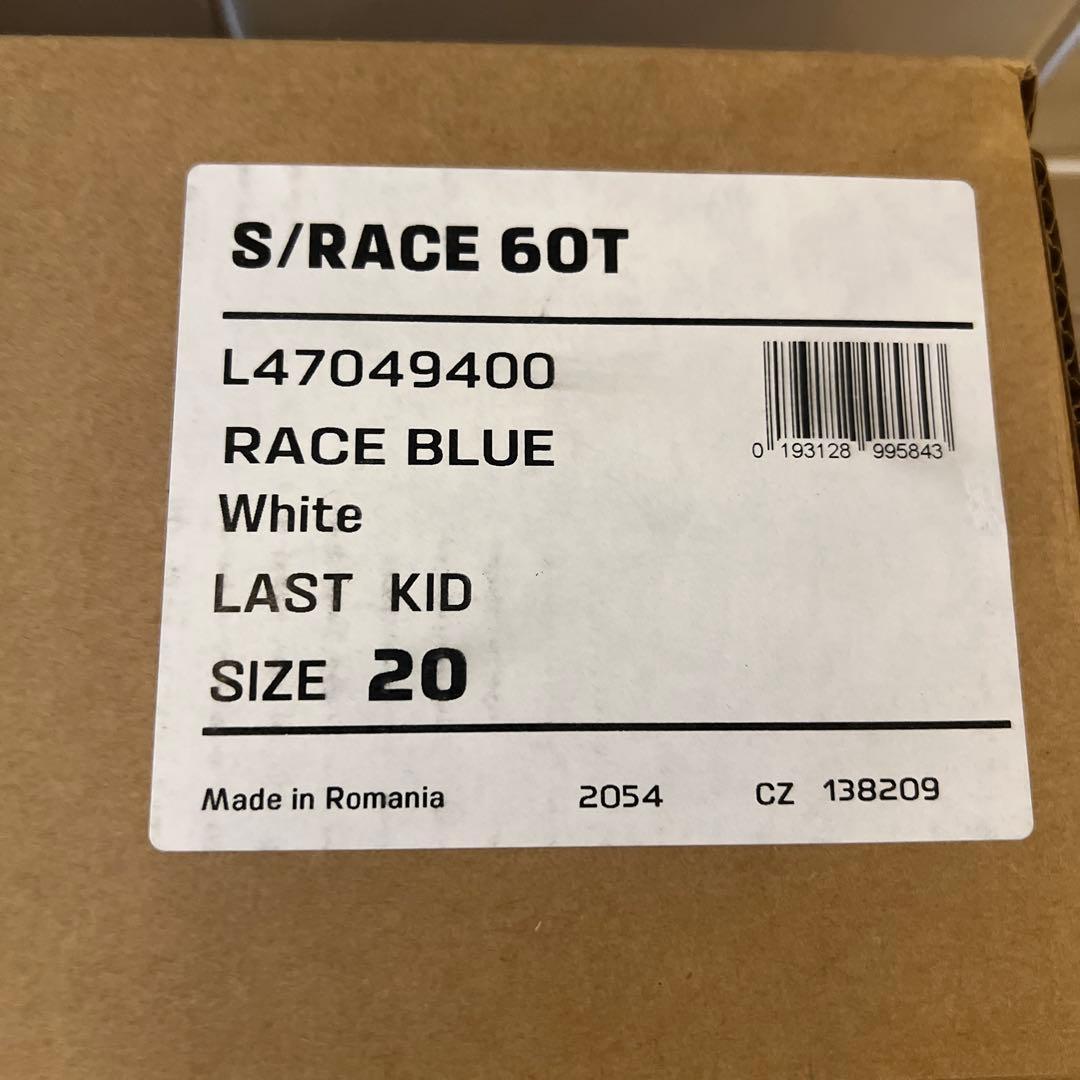 S/RACE 60T
L47049400
RACE BLUE
White
LAST KID
SIZE 20
0 193128 995843
Made in Romania 2054 CZ 138209